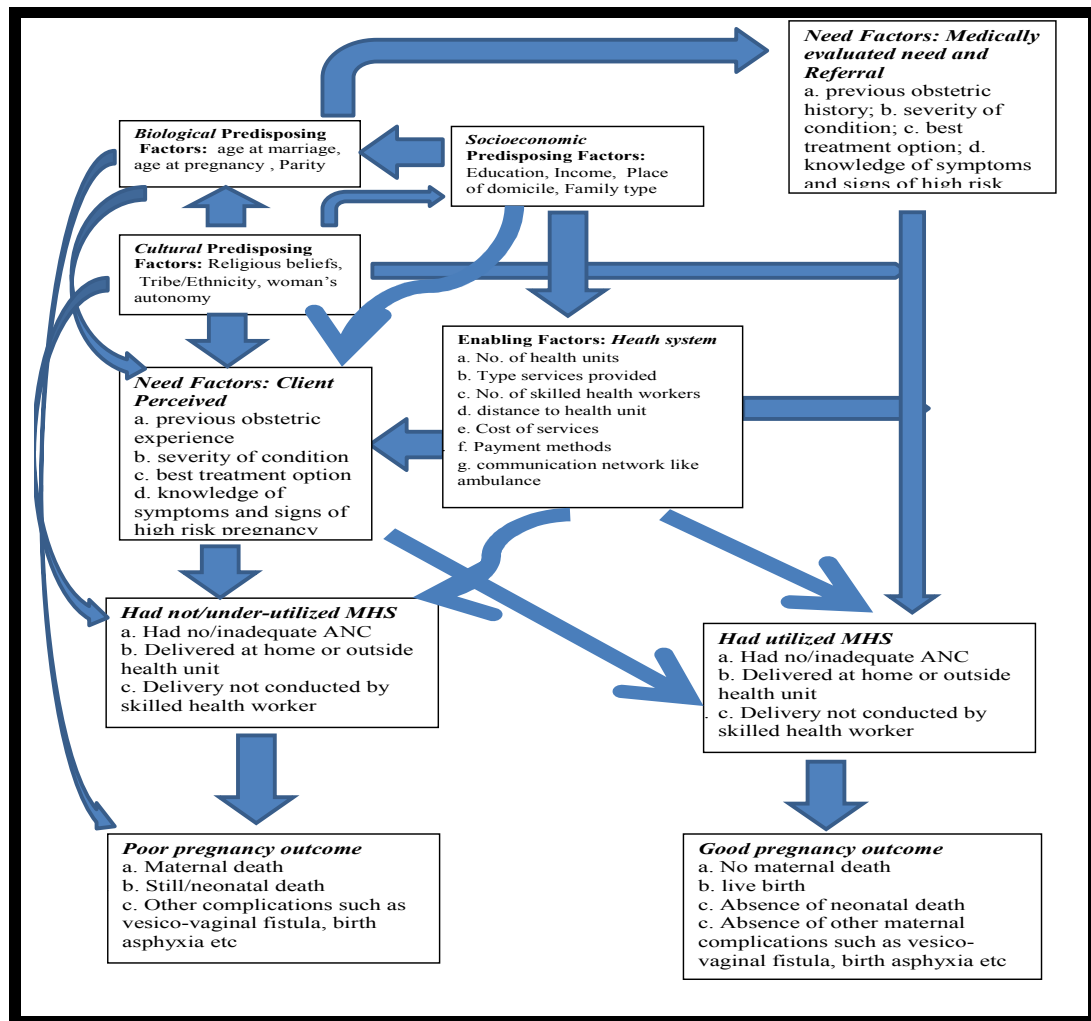 Need Factors: Medically
evaluated need and
Referral
a. previous obstetric
history; b. severity of
condition; c. best
treatment option; d.
knowledge of symptoms
and signs of high risk
Biological Predisposing
Factors: age at marriage,
age at pregnancy , Parity
Socioeconomic
Predisposing Factors:
Education, Income, Place
of domicile, Family type
Cultural Predisposing
Factors: Religious beliefs,
Tribe/Ethnicity, woman's
autonomy
Enabling Factors: Heath system
a. No. of health units
b. Type services provided
c. No. of skilled health workers
d. distance to health unit
e. Cost of services
f. Payment methods
g. communication network like
ambulance
Need Factors: Client
Perceived
a. previous obstetric
experience
b. severity of condition
c. best treatment option
d. knowledge of
symptoms and signs of
high risk pregnancy
Had not/under-utilized MHS
a. Had no/inadequate ANC
b. Delivered at home or outside
health unit
c. Delivery not conducted by
skilled health worker
Had utilized MHS
a. Had no/inadequate ANC
b. Delivered at home or outside
health unit
. c. Delivery not conducted by
skilled health worker
Poor pregnancy outcome
a. Maternal death
b. Still/neonatal death
c. Other complications such as
vesico-vaginal fistula, birth
asphyxia etc
Good pregnancy outcome
a. No maternal death
b. live birth
c. Absence of neonatal death
c. Absence of other maternal
complications such as vesico-
vaginal fistula, birth asphyxia etc